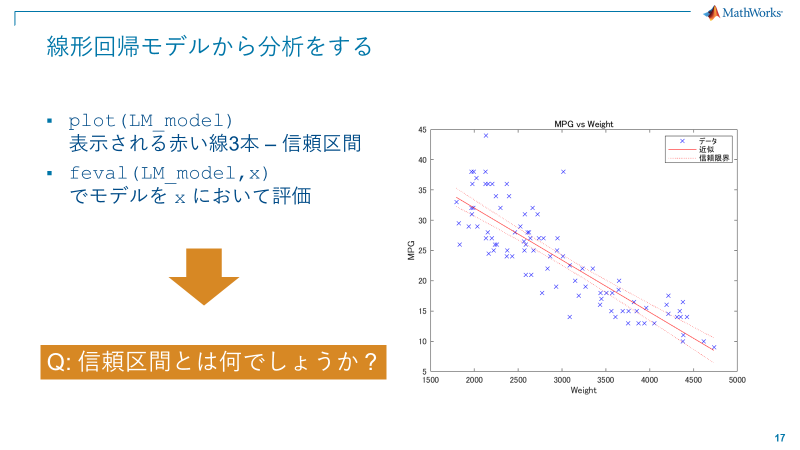 MathWorks®
線形回帰モデルから分析をする
▪ plot(LM_model)
表示される赤い線3本 – 信頼区間
▪ feval(LM_model,x)
でモデルを x において評価
Q: 信頼区間とは何でしょうか？
MPG vs Weight
データ
近似
信頼限界
MPG
45
40
35
30
25
20
15
10
5
1500 2000 2500 3000 3500 4000 4500 5000
Weight
17